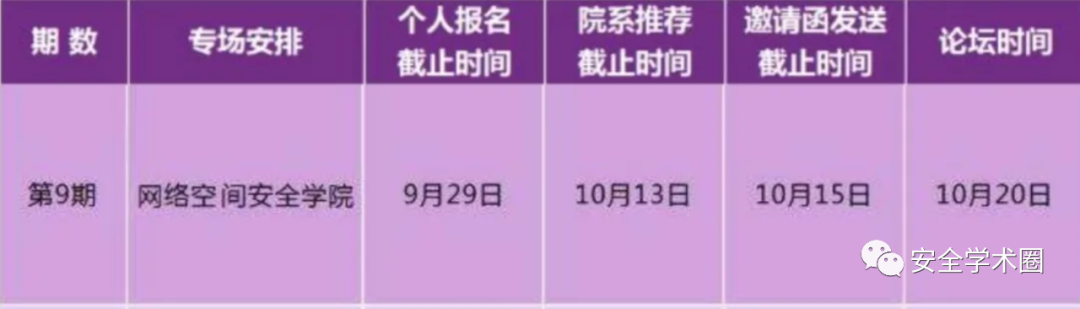 期 数
专场安排
个人报名
截止时间
院系推荐
截止时间
邀请函发送
截止时间
论坛时间
第9期
网络空间安全学院
9月29日
10月13日
10月15日
10月20日
安全学术圈